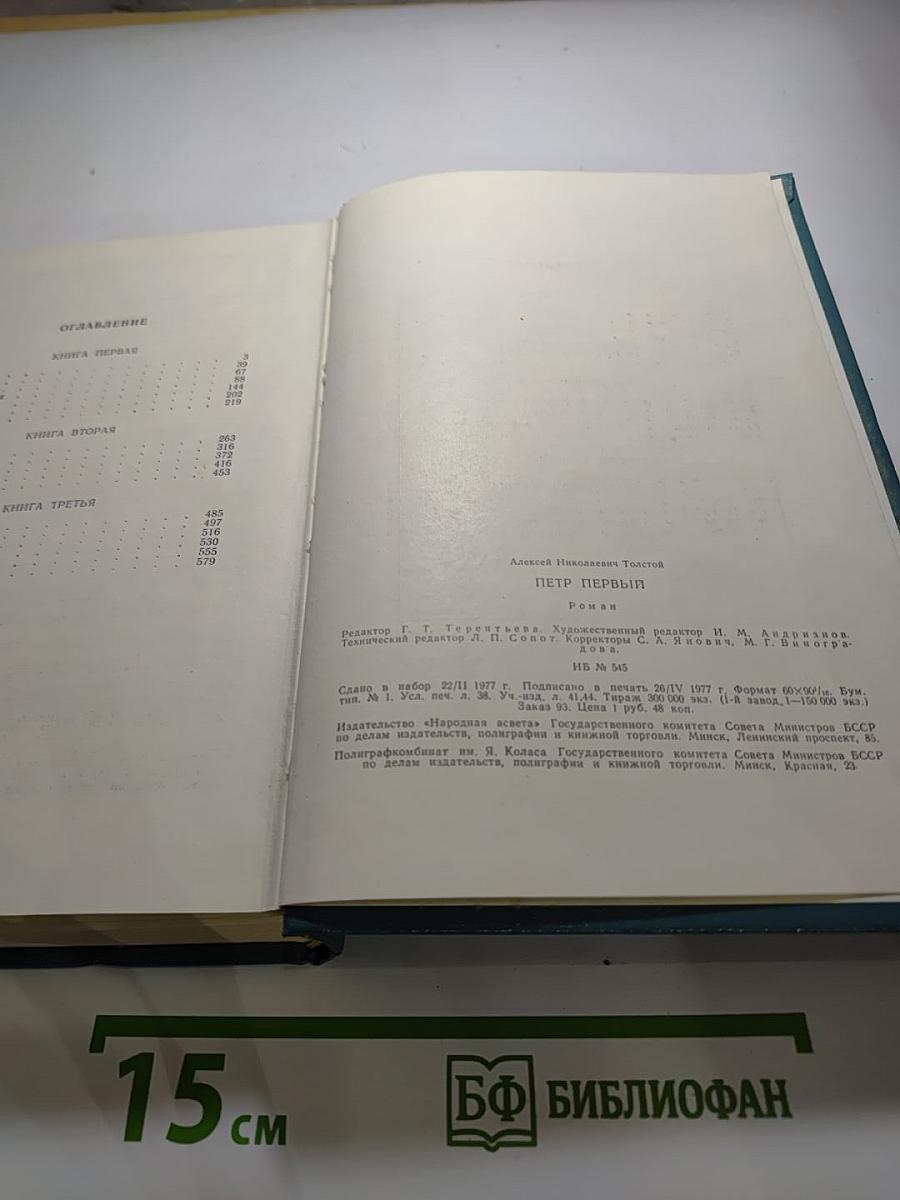 ОГЛАВЛЕНИЕ
КНИГА ПЕРВАЯ
3
39
67
88
144
202
219
КНИГА ВТОРАЯ
263
316
372
416
453
КНИГА ТРЕТЬЯ
485
497
516
530
555
579
Алексей Николаевич Толстой
ПЕТР ПЕРВЫЙ
Роман
Редактор Г. Т. Терентьева. Художественный редактор И. М. Андрианов.
Технический редактор Л. П. Сопот. Корректоры С. А. Янович, М. Г. Виногра-
дова.
ИБ № 545
Сдано в набор 22/II 1977 г. Подписано в печать 26/IV 1977 г. Формат 60×90¹/₁₆. Бум.
тип. № 1. Усл. печ. л. 38. Уч.-изд. л. 41,44. Тираж 300 000 экз. (1-й завод 1—150 000 экз.)
Заказ 93. Цена 1 руб. 48 коп.
Издательство «Народная асвета» Государственного комитета Совета Министров БССР
по делам издательств, полиграфии и книжной торговли. Минск, Ленинский проспект, 85.
Полиграфкомбинат им. Я. Коласа Государственного комитета Совета Министров БССР
по делам издательств, полиграфии и книжной торговли. Минск, Красная, 23
15 см
БФ БИБЛИОФАН